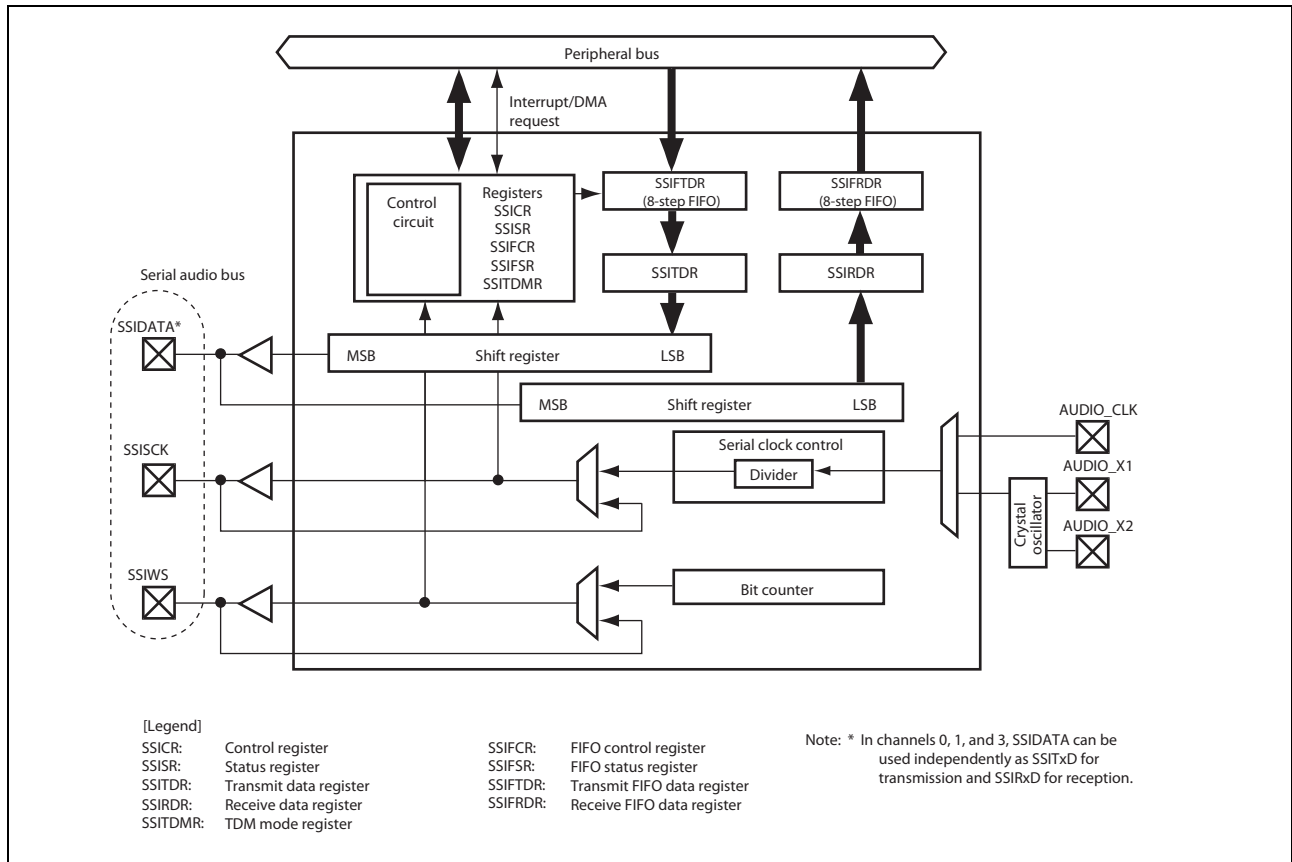 Peripheral bus
Interrupt/DMA
request
Control
circuit
Registers
SSICR
SSISR
SSIFCR
SSIFSR
SSITDMR
SSIFTDR
(8-step FIFO)
SSIFRDR
(8-step FIFO)
SSITDR
SSIRDR
Serial audio bus
SSIDATA*
MSB Shift register LSB
MSB Shift register LSB
SSISCK
Serial clock control
Divider
AUDIO_CLK
AUDIO_X1
AUDIO_X2
Crystal
oscillator
SSIWS
Bit counter
[Legend]
SSICR: Control register
SSISR: Status register
SSITDR: Transmit data register
SSIRDR: Receive data register
SSITDMR: TDM mode register
SSIFCR: FIFO control register
SSIFSR: FIFO status register
SSIFTDR: Transmit FIFO data register
SSIFRDR: Receive FIFO data register
Note: * In channels 0, 1, and 3, SSIDATA can be
used independently as SSITxD for
transmission and SSIRxD for reception.